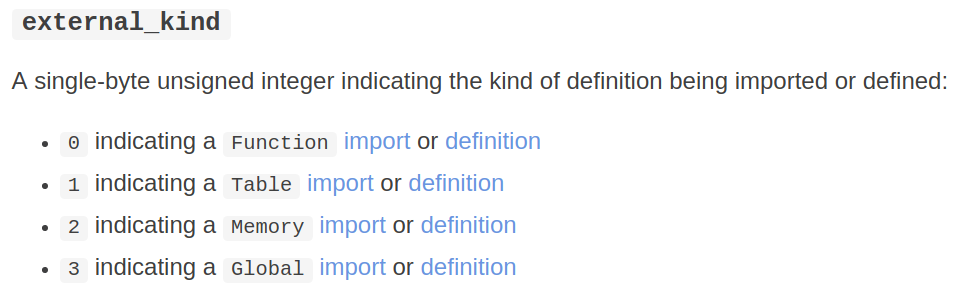 external_kind
A single-byte unsigned integer indicating the kind of definition being imported or defined:
• 0 indicating a Function import or definition
• 1 indicating a Table import or definition
• 2 indicating a Memory import or definition
• 3 indicating a Global import or definition